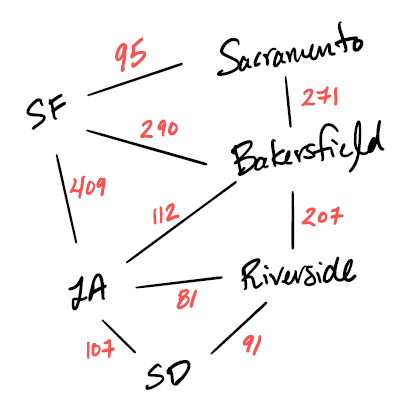 95
Sacramento
SF
271
290
Bakersfield
409
112
207
LA
81
Riverside
107
SD
91